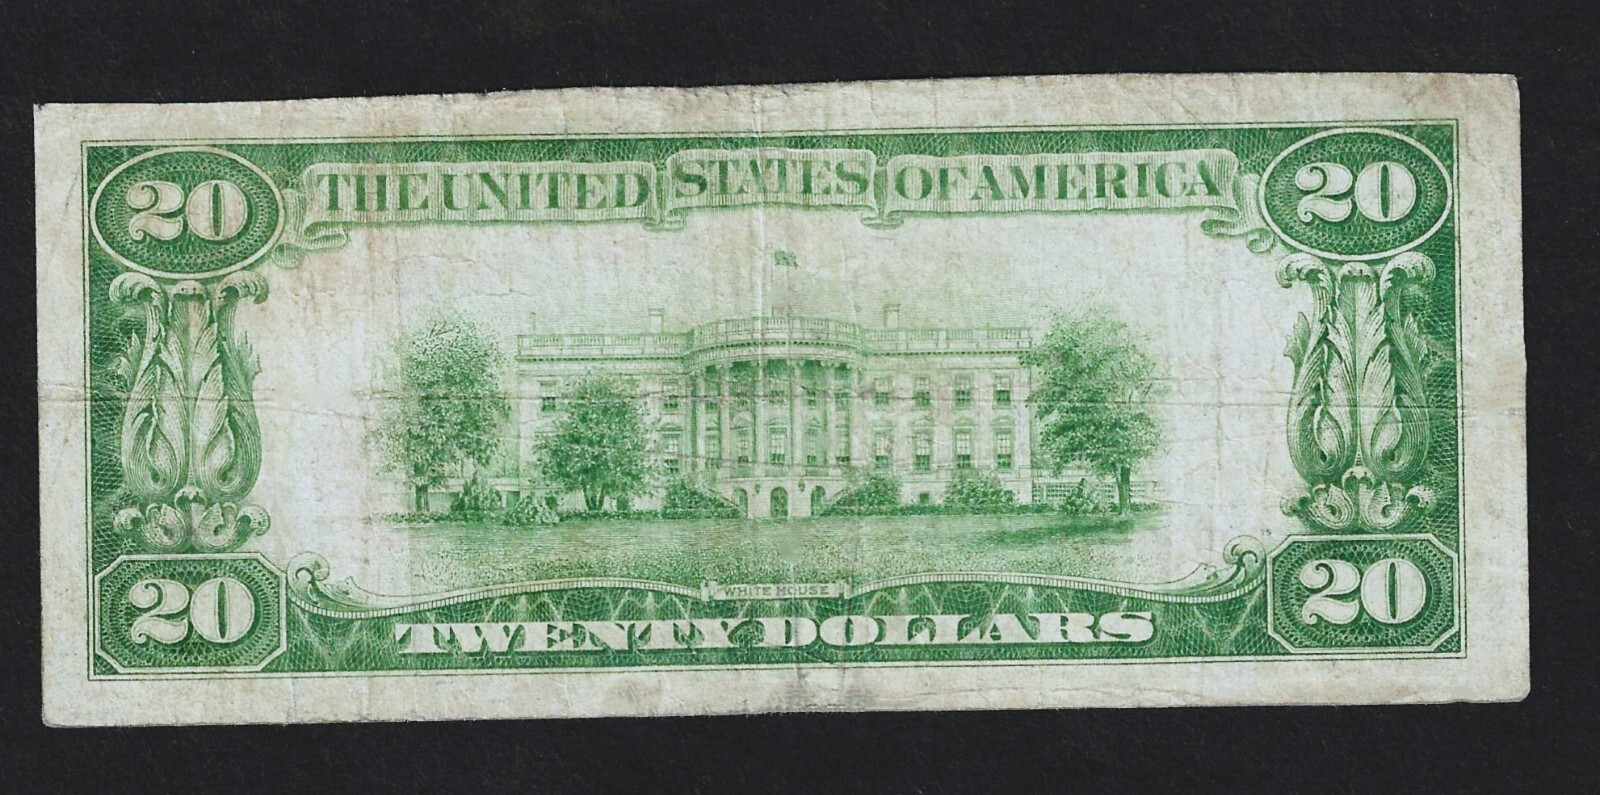 20 THE UNITED STATES OF AMERICA 20
WHITE HOUSE
20 TWENTY DOLLARS 20